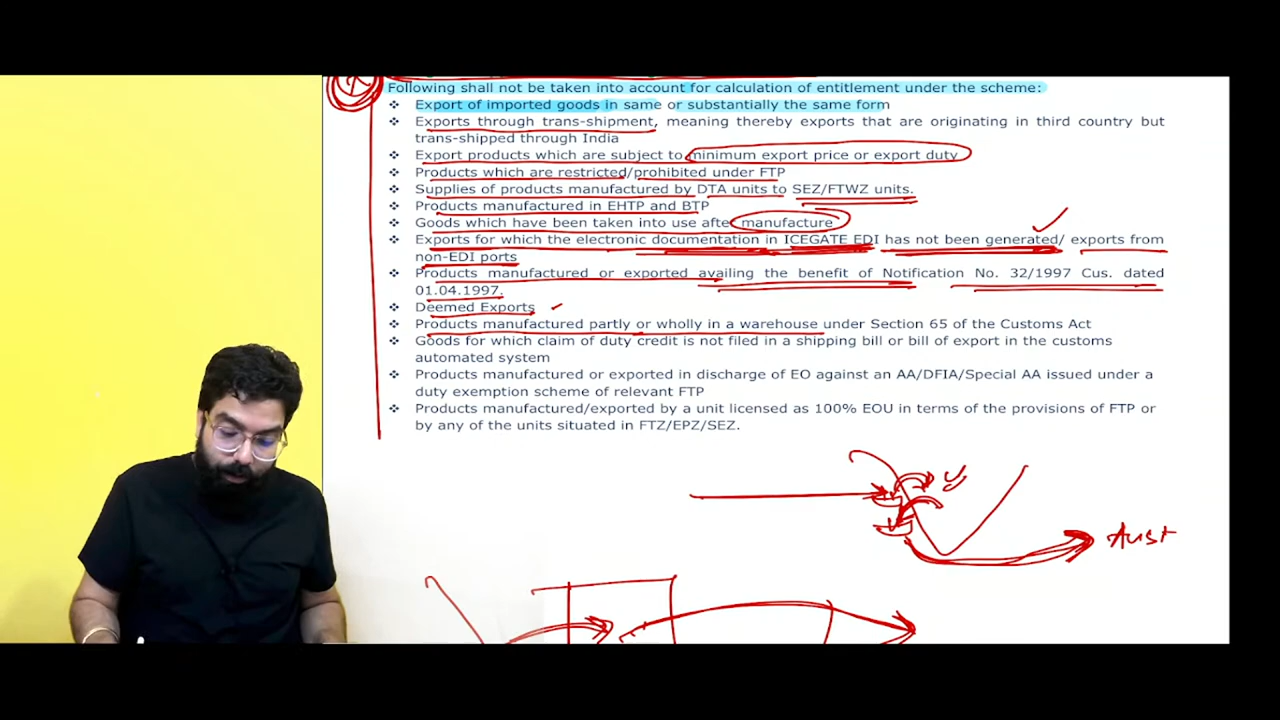 Following shall not be taken into account for calculation of entitlement under the scheme:
❖ Export of imported goods in same or substantially the same form
❖ Exports through trans-shipment, meaning thereby exports that are originating in third country but
trans-shipped through India
❖ Export products which are subject to minimum export price or export duty
❖ Products which are restricted/prohibited under FTP
❖ Supplies of products manufactured by DTA units to SEZ/FTWZ units.
❖ Products manufactured in EHTP and BTP
❖ Goods which have been taken into use after manufacture
❖ Exports for which the electronic documentation in ICEGATE EDI has not been generated/ exports from
non-EDI ports
❖ Products manufactured or exported availing the benefit of Notification No. 32/1997 Cus. dated
01.04.1997.
❖ Deemed Exports
❖ Products manufactured partly or wholly in a warehouse under Section 65 of the Customs Act
❖ Goods for which claim of duty credit is not filed in a shipping bill or bill of export in the customs
automated system
❖ Products manufactured or exported in discharge of EO against an AA/DFIA/Special AA issued under a
duty exemption scheme of relevant FTP
❖ Products manufactured/exported by a unit licensed as 100% EOU in terms of the provisions of FTP or
by any of the units situated in FTZ/EPZ/SEZ.
Aust